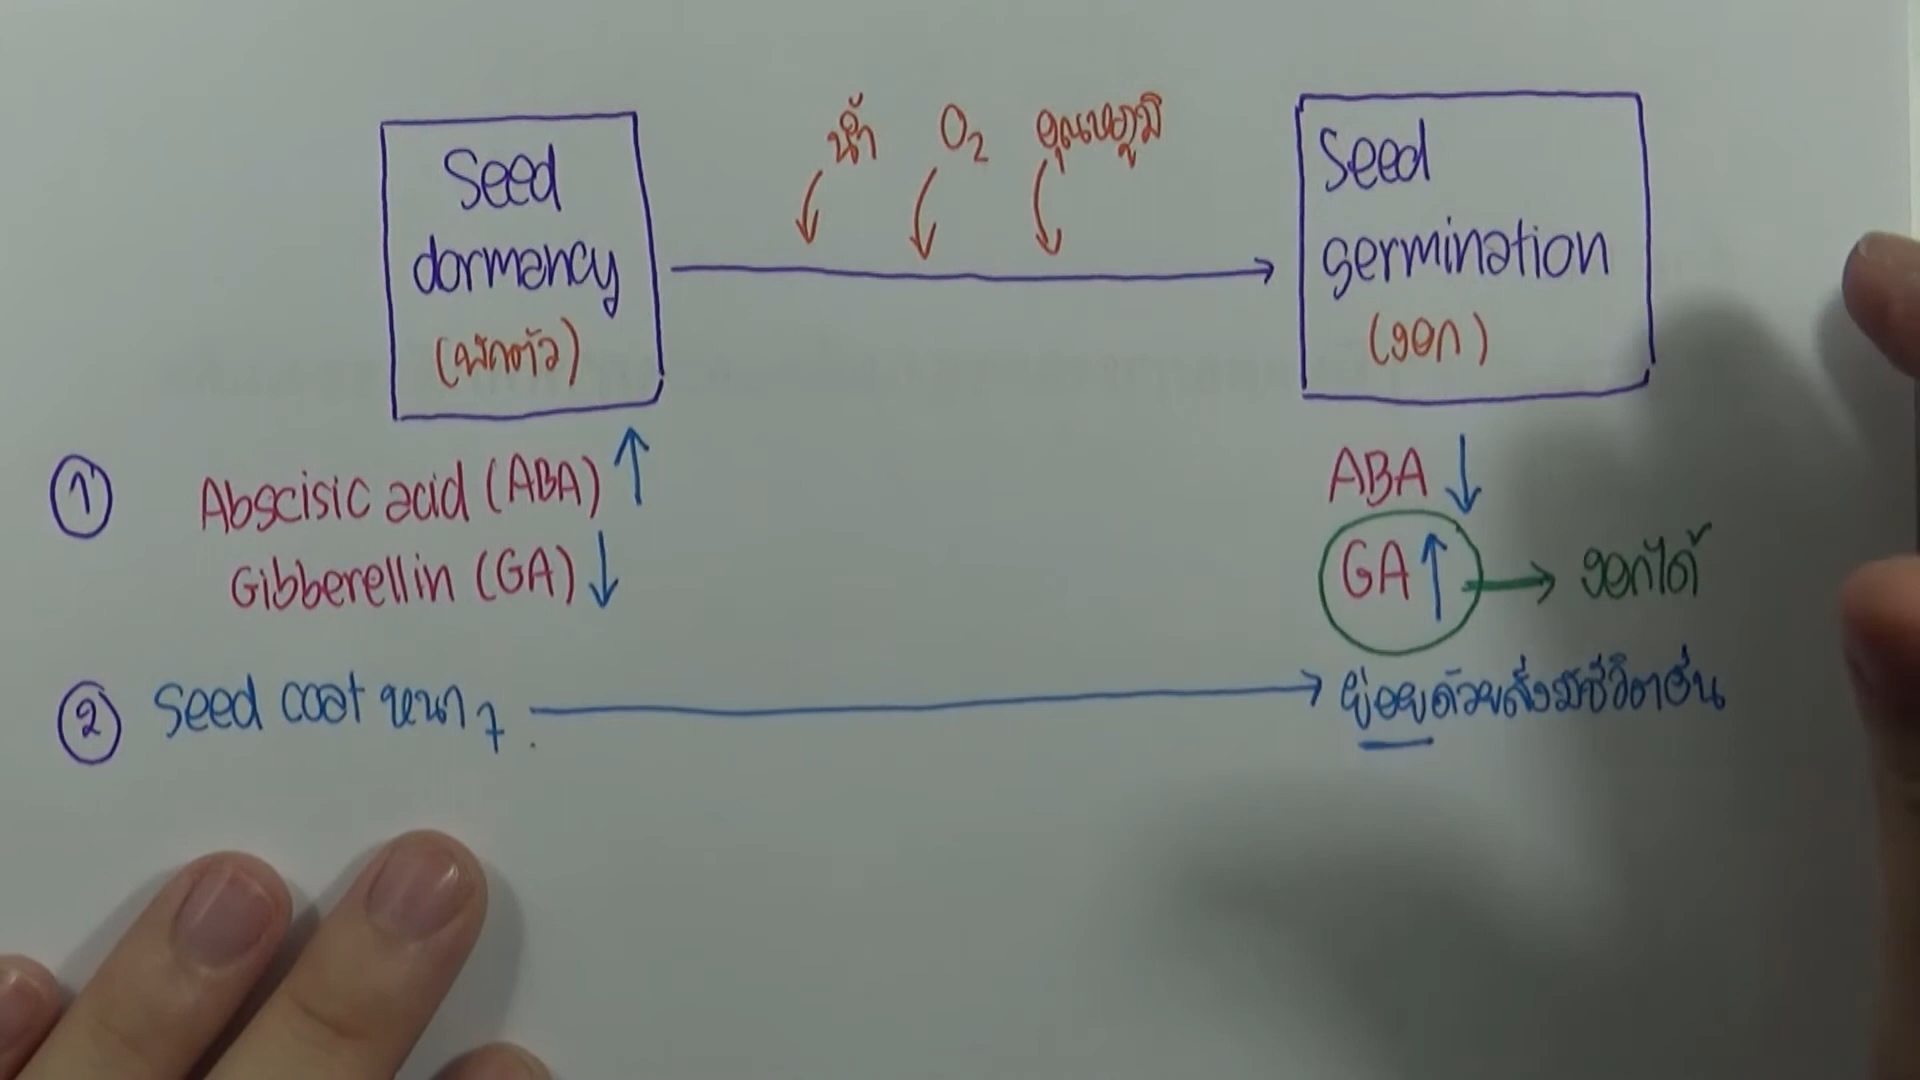 Seed
dormancy
(พักตัว)
น้ำ O₂ อุณหภูมิ
Seed
germination
(งอก)
① Abscisic acid (ABA) ↑
Gibberellin (GA) ↓
ABA ↓
GA ↑ → งอกได้
② Seed coat หนา ๆ → ย่อยด้วยสิ่งมีชีวิตอื่น